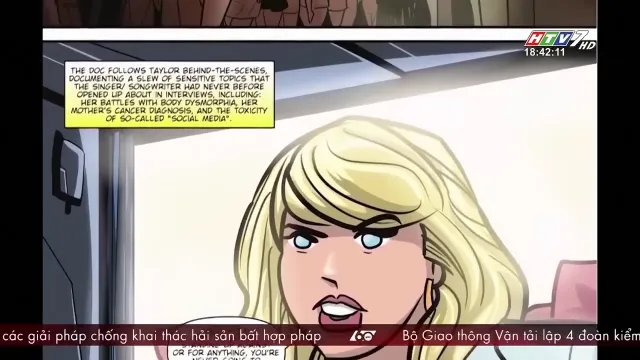 HTV7 HD
18:42:11
THE DOC FOLLOWS TAYLOR BEHIND-THE-SCENES,
DOCUMENTING A SLEW OF SENSITIVE TOPICS THAT
THE SINGER/ SONGWRITER HAD NEVER BEFORE
OPENED UP ABOUT IN INTERVIEWS, INCLUDING:
HER BATTLES WITH BODY DYSMORPHIA, HER
MOTHER'S CANCER DIAGNOSIS, AND THE TOXICITY
OF SO-CALLED "SOCIAL MEDIA".
các giải pháp chống khai thác hải sản bất hợp pháp 60 Bộ Giao thông Vận tải lập 4 đoàn kiểm
OR FOR ANYTHING, YOU'RE